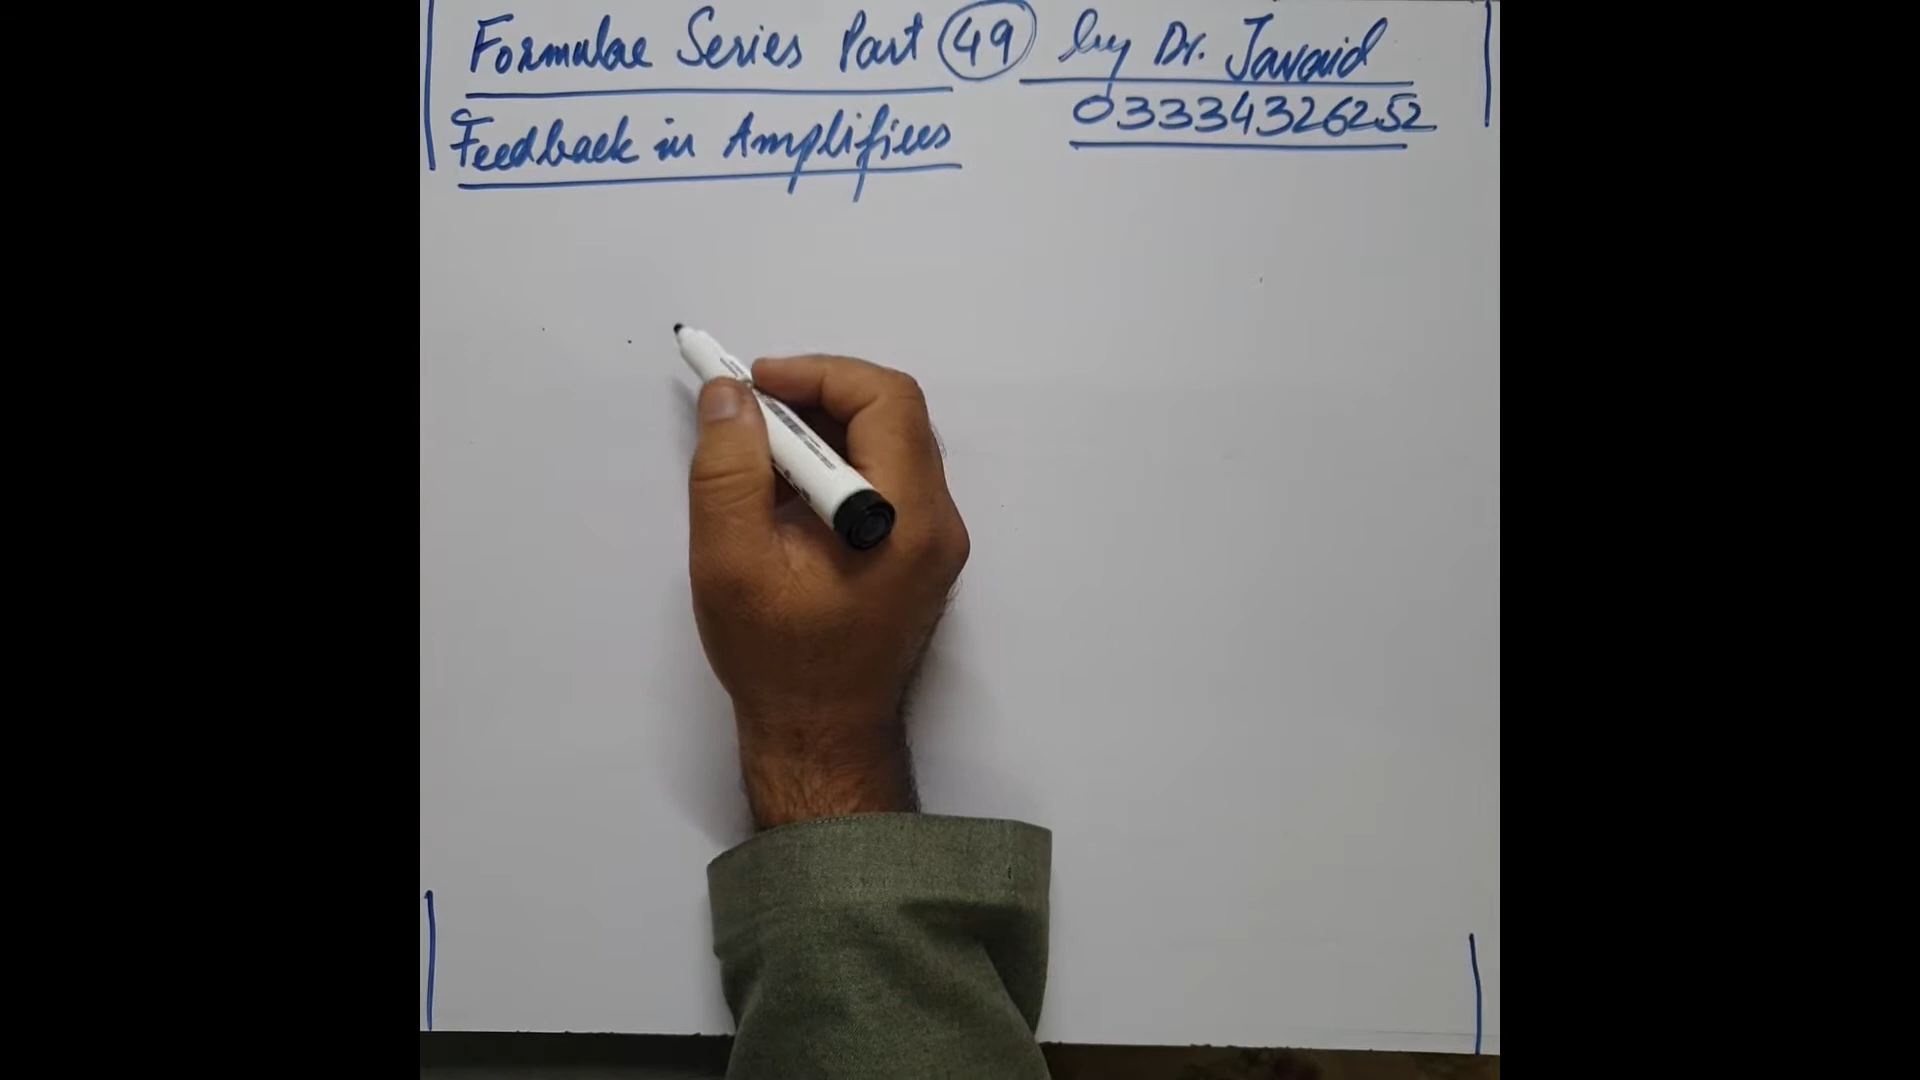 Formulae Series Part 49 by Dr. Javaid
03334326252
Feedback in Amplifiers